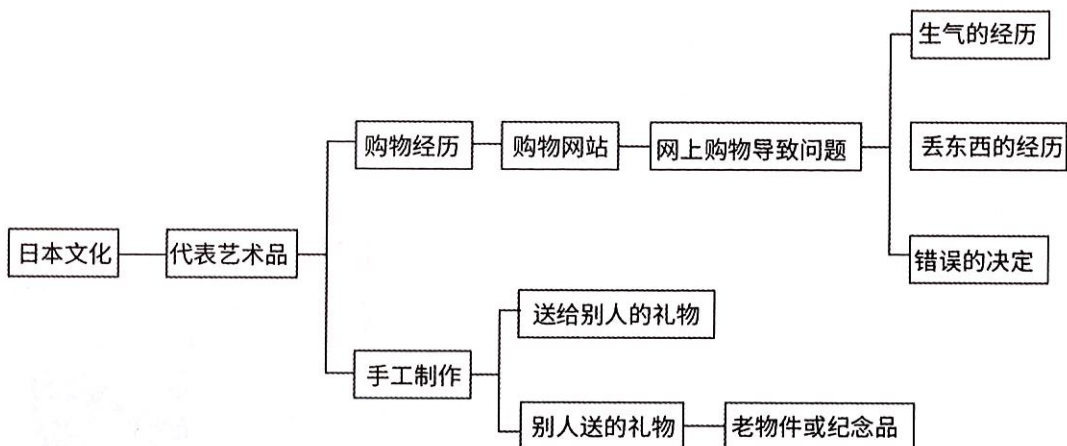 生气的经历
购物经历
购物网站
网上购物导致问题
丢东西的经历
日本文化
代表艺术品
错误的决定
送给别人的礼物
手工制作
别人送的礼物
老物件或纪念品